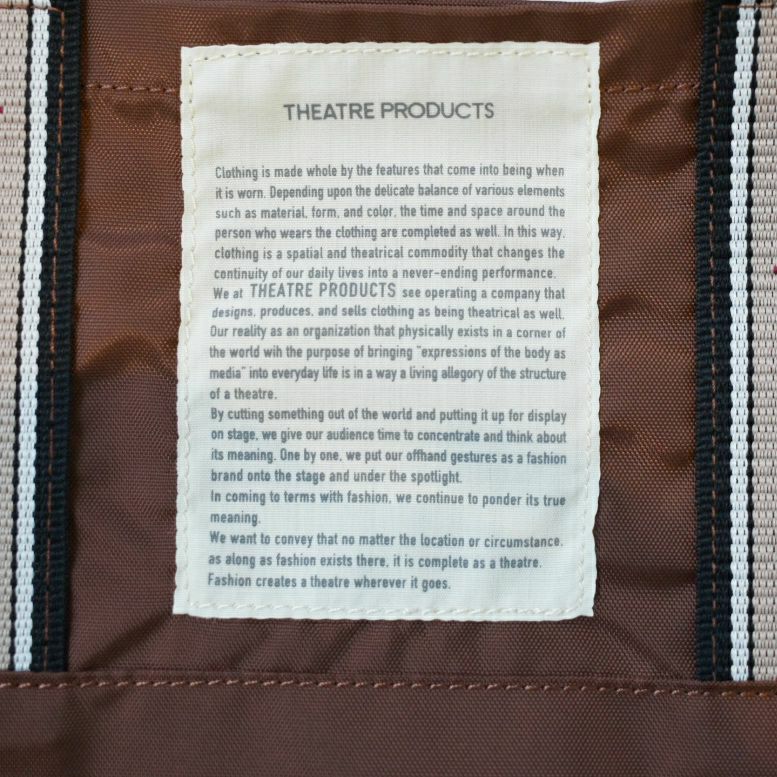 THEATRE PRODUCTS
Clothing is made whole by the features that come into being when
it is worn. Depending upon the delicate balance of various elements
such as material, form, and color, the time and space around the
person who wears the clothing are completed as well. In this way,
clothing is a spatial and theatrical commodity that changes the
continuity of our daily lives into a never-ending performance.
We at THEATRE PRODUCTS see operating a company that
designs, produces, and sells clothing as being theatrical as well.
Our reality as an organization that physically exists in a corner of
the world wih the purpose of bringing "expressions of the body as
media" into everyday life is in a way a living allegory of the structure
of a theatre.
By cutting something out of the world and putting it up for display
on stage, we give our audience time to concentrate and think about
its meaning. One by one, we put our offhand gestures as a fashion
brand onto the stage and under the spotlight.
In coming to terms with fashion, we continue to ponder its true
meaning.
We want to convey that no matter the location or circumstance,
as along as fashion exists there, it is complete as a theatre.
Fashion creates a theatre wherever it goes.